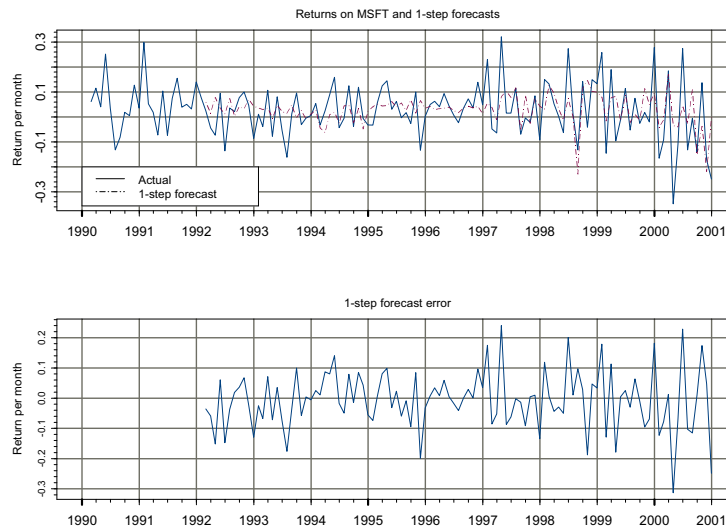 Returns on MSFT and 1-step forecasts
Return per month
0.3
0.1
-0.1
-0.3
Actual
1-step forecast
1990 1991 1992 1993 1994 1995 1996 1997 1998 1999 2000 2001
1-step forecast error
Return per month
0.2
0.1
0.0
-0.1
-0.2
-0.3
1990 1991 1992 1993 1994 1995 1996 1997 1998 1999 2000 2001